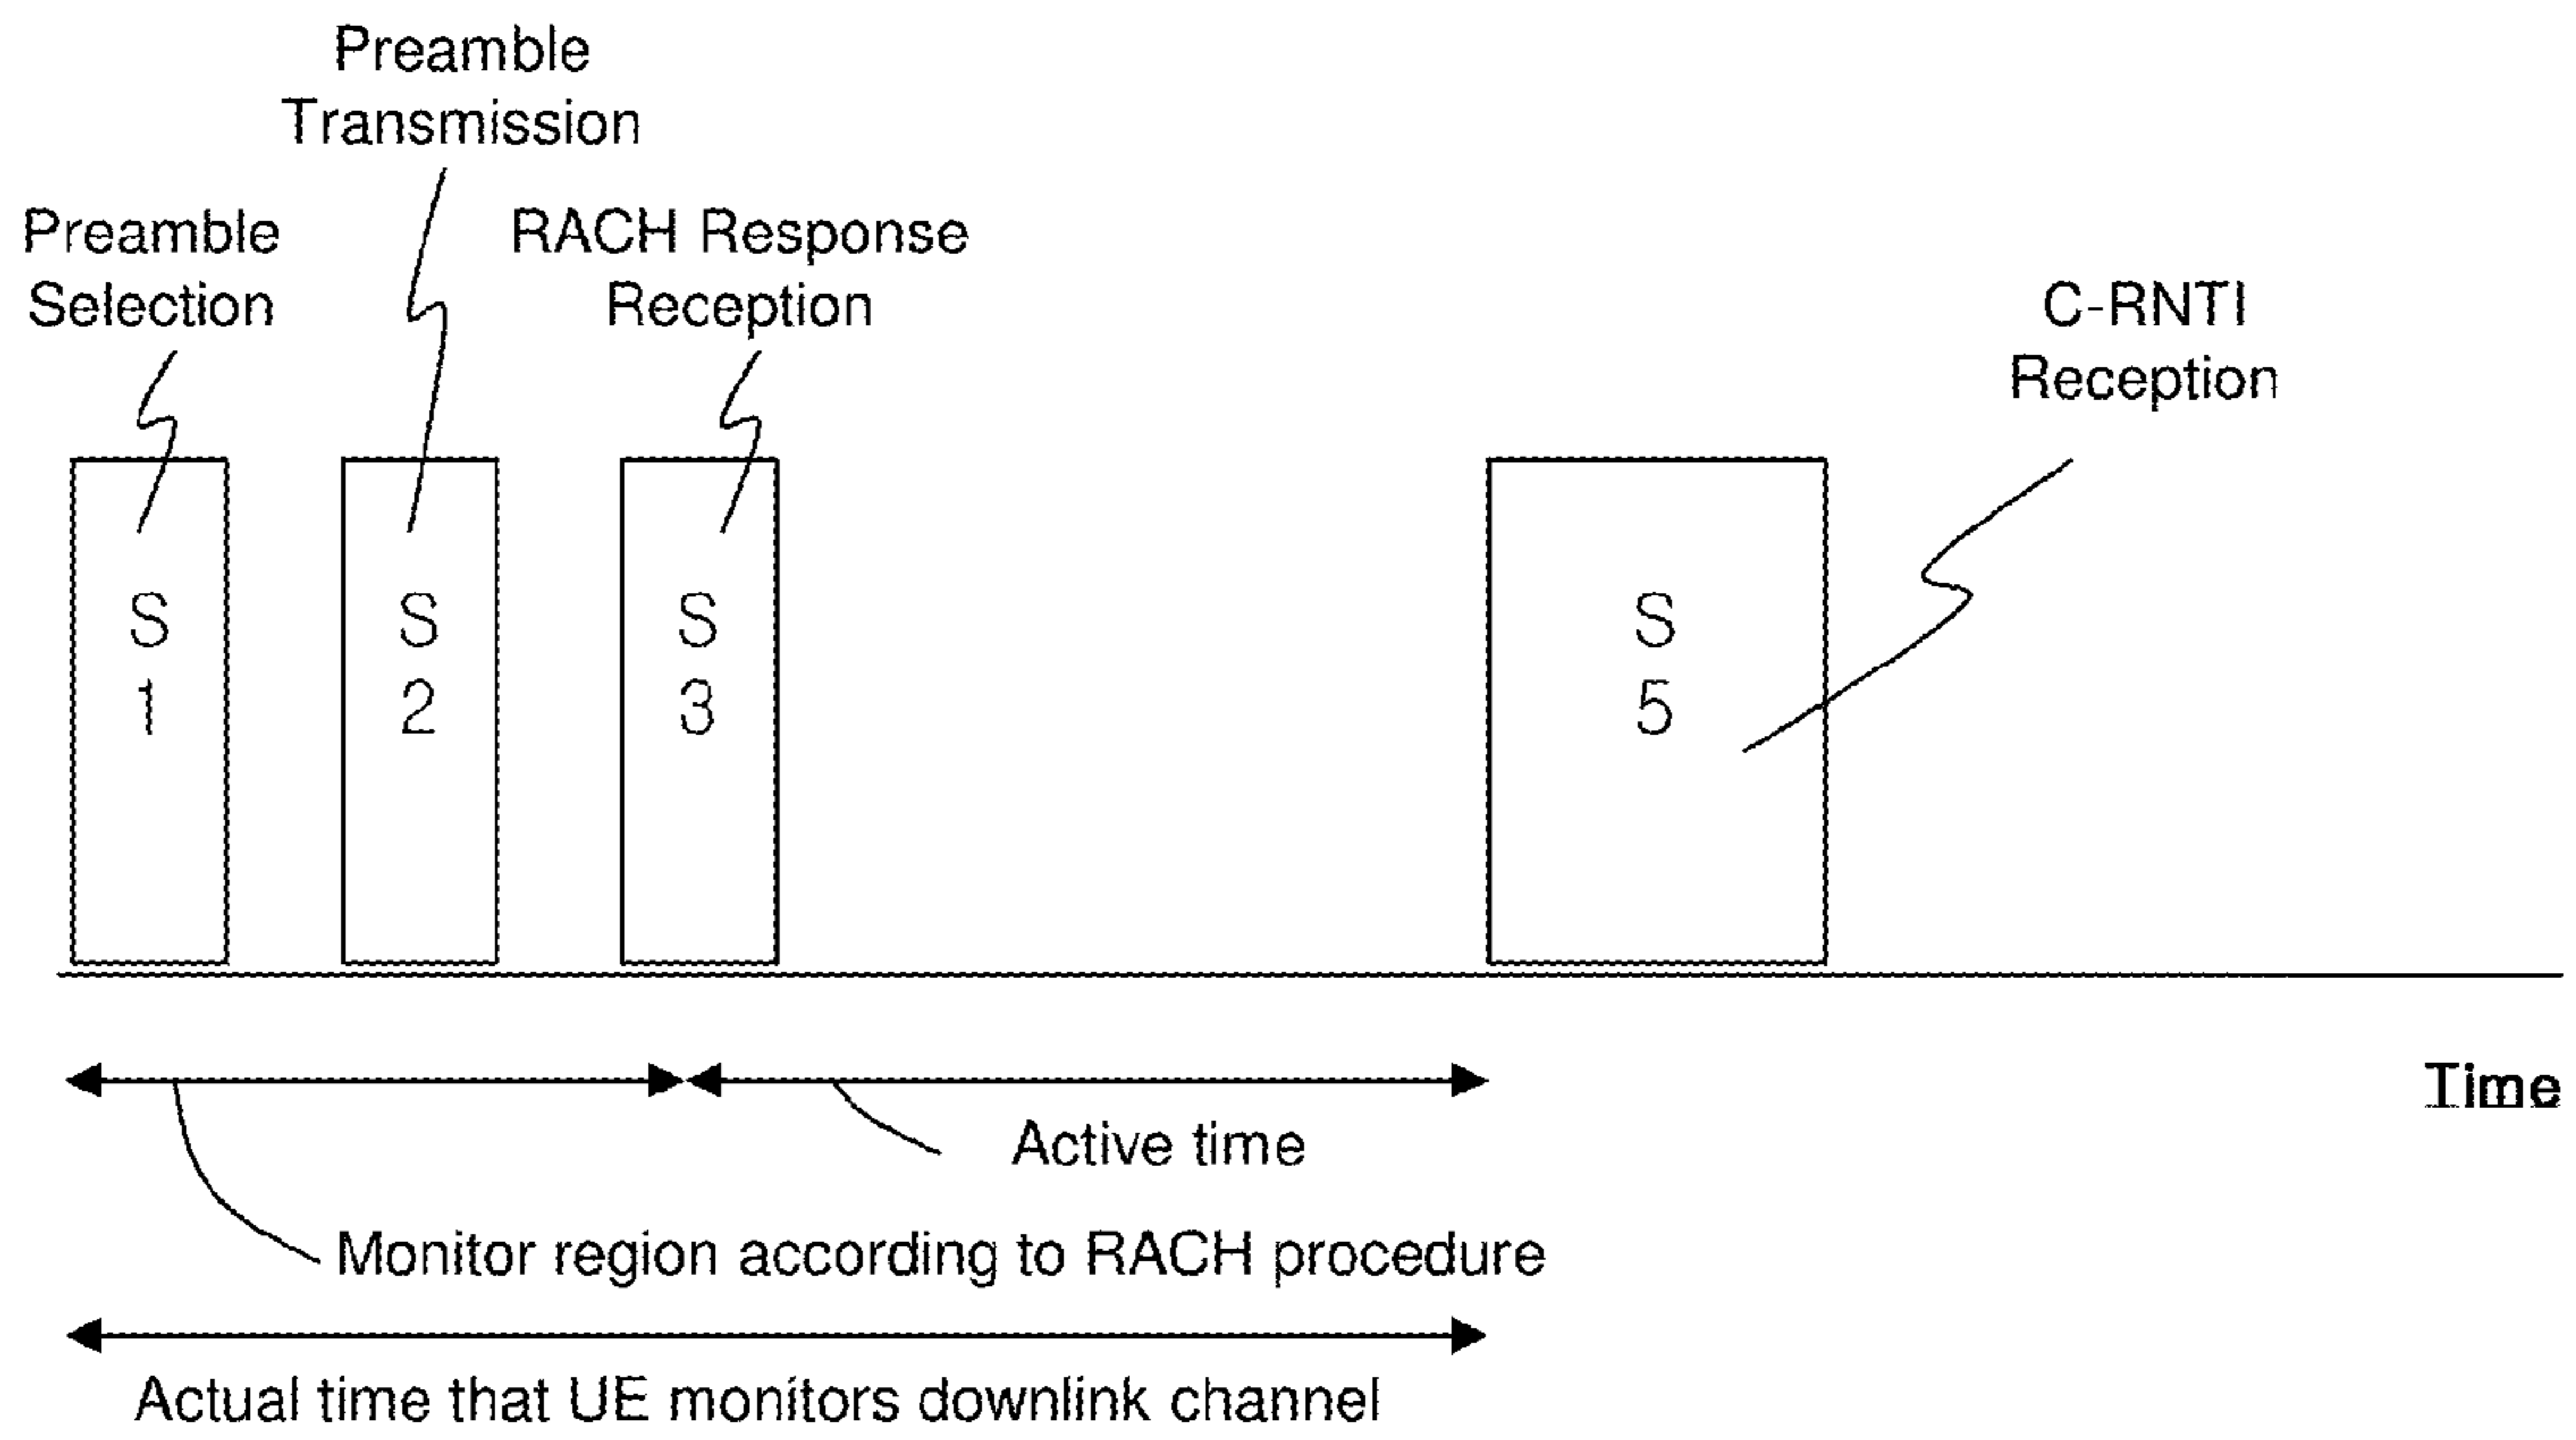 Preamble
Transmission
Preamble
Selection
RACH Response
Reception
C-RNTI
Reception
S
1
S
2
S
3
S
5
Time
Active time
Monitor region according to RACH procedure
Actual time that UE monitors downlink channel